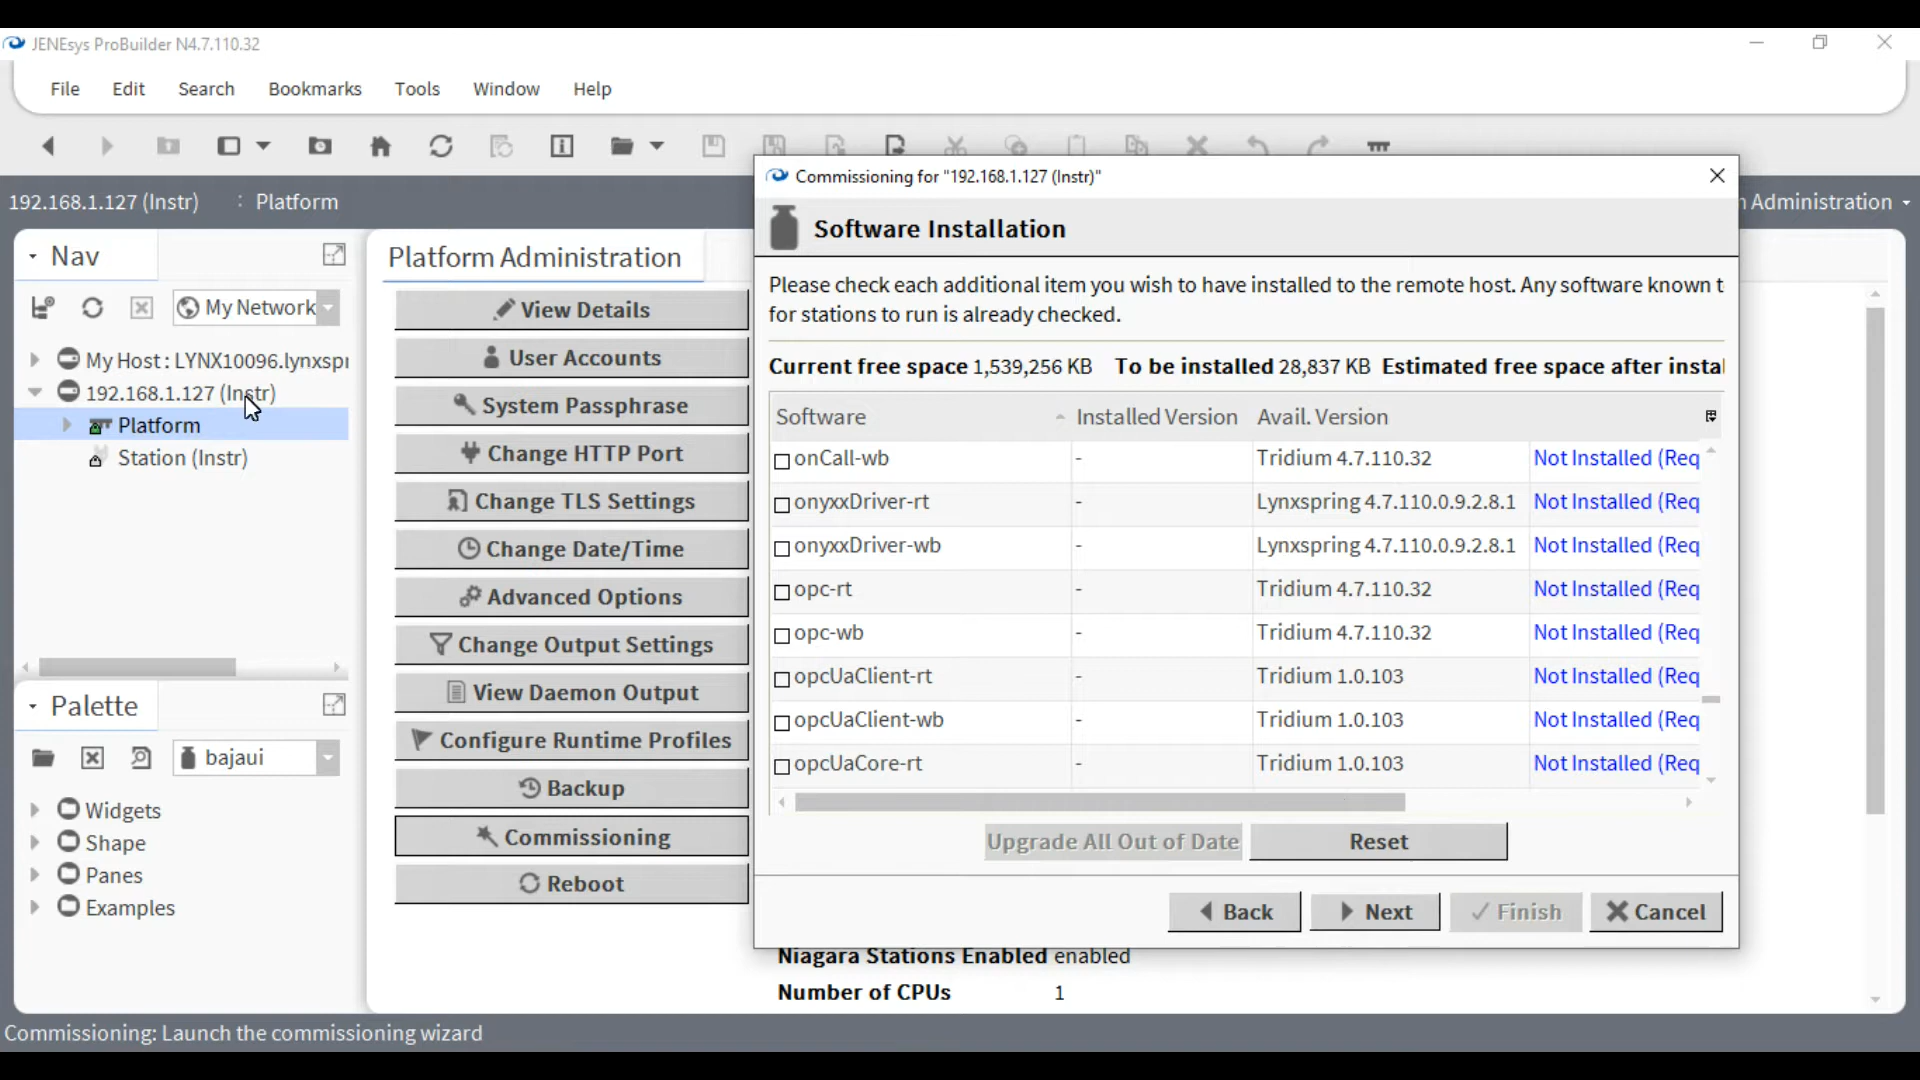 JENEsys ProBuilder N4.7.110.32
File Edit Search Bookmarks Tools Window Help
192.168.1.127 (Instr) : Platform
Administration
Nav
My Network
My Host : LYNX10096.lynxspr
192.168.1.127 (Instr)
Platform
Station (Instr)
Palette
bajaui
Widgets
Shape
Panes
Examples
Platform Administration
View Details
User Accounts
System Passphrase
Change HTTP Port
Change TLS Settings
Change Date/Time
Advanced Options
Change Output Settings
View Daemon Output
Configure Runtime Profiles
Backup
Commissioning
Reboot
Commissioning for "192.168.1.127 (Instr)"
Software Installation
Please check each additional item you wish to have installed to the remote host. Any software known t
for stations to run is already checked.
Current free space 1,539,256 KB To be installed 28,837 KB Estimated free space after instal
Software Installed Version Avail. Version
onCall-wb - Tridium 4.7.110.32 Not Installed (Req
onyxxDriver-rt - Lynxspring 4.7.110.0.9.2.8.1 Not Installed (Req
onyxxDriver-wb - Lynxspring 4.7.110.0.9.2.8.1 Not Installed (Req
opc-rt - Tridium 4.7.110.32 Not Installed (Req
opc-wb - Tridium 4.7.110.32 Not Installed (Req
opcUaClient-rt - Tridium 1.0.103 Not Installed (Req
opcUaClient-wb - Tridium 1.0.103 Not Installed (Req
opcUaCore-rt - Tridium 1.0.103 Not Installed (Req
Upgrade All Out of Date Reset
Back Next Finish Cancel
Niagara Stations Enabled enabled
Number of CPUs 1
Commissioning: Launch the commissioning wizard